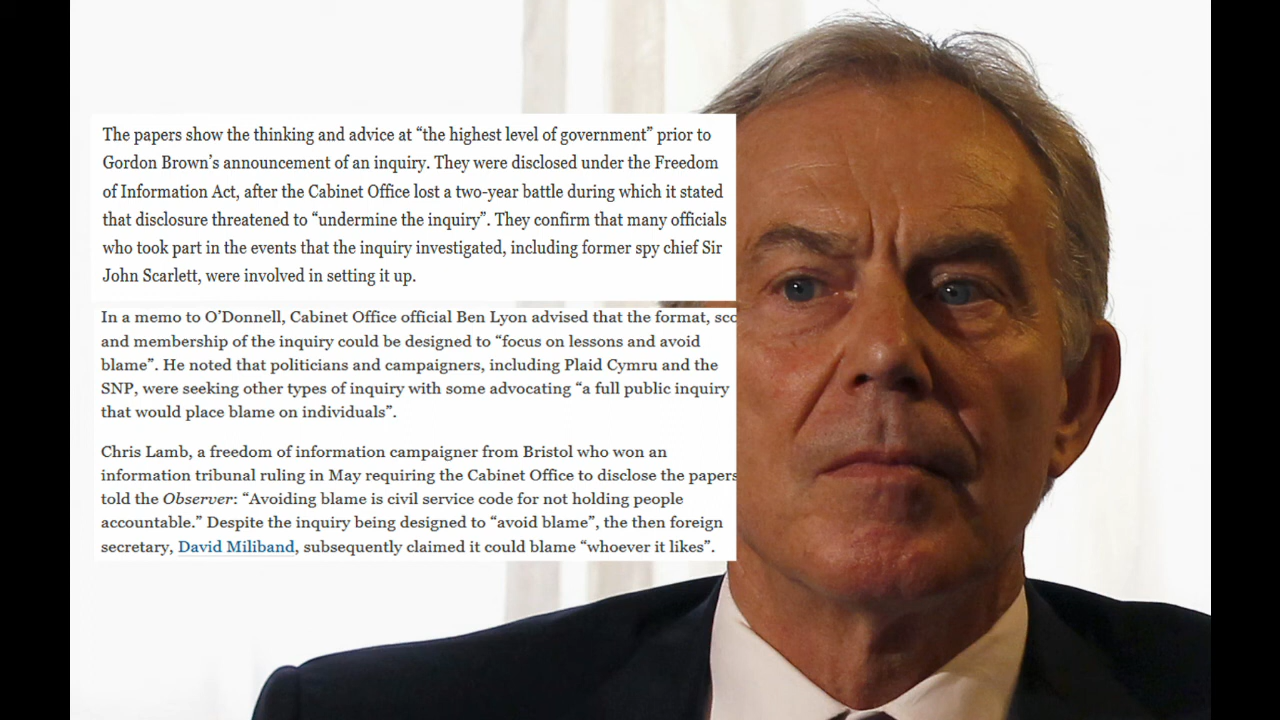 The papers show the thinking and advice at “the highest level of government” prior to
Gordon Brown’s announcement of an inquiry. They were disclosed under the Freedom
of Information Act, after the Cabinet Office lost a two-year battle during which it stated
that disclosure threatened to “undermine the inquiry”. They confirm that many officials
who took part in the events that the inquiry investigated, including former spy chief Sir
John Scarlett, were involved in setting it up.
In a memo to O’Donnell, Cabinet Office official Ben Lyon advised that the format,
and membership of the inquiry could be designed to “focus on lessons and avoid
blame”. He noted that politicians and campaigners, including Plaid Cymru and the
SNP, were seeking other types of inquiry with some advocating “a full public inquiry
that would place blame on individuals”.
Chris Lamb, a freedom of information campaigner from Bristol who won an
information tribunal ruling in May requiring the Cabinet Office to disclose the papers
told the Observer: “Avoiding blame is civil service code for not holding people
accountable.” Despite the inquiry being designed to “avoid blame”, the then foreign
secretary, David Miliband, subsequently claimed it could blame “whoever it likes”.